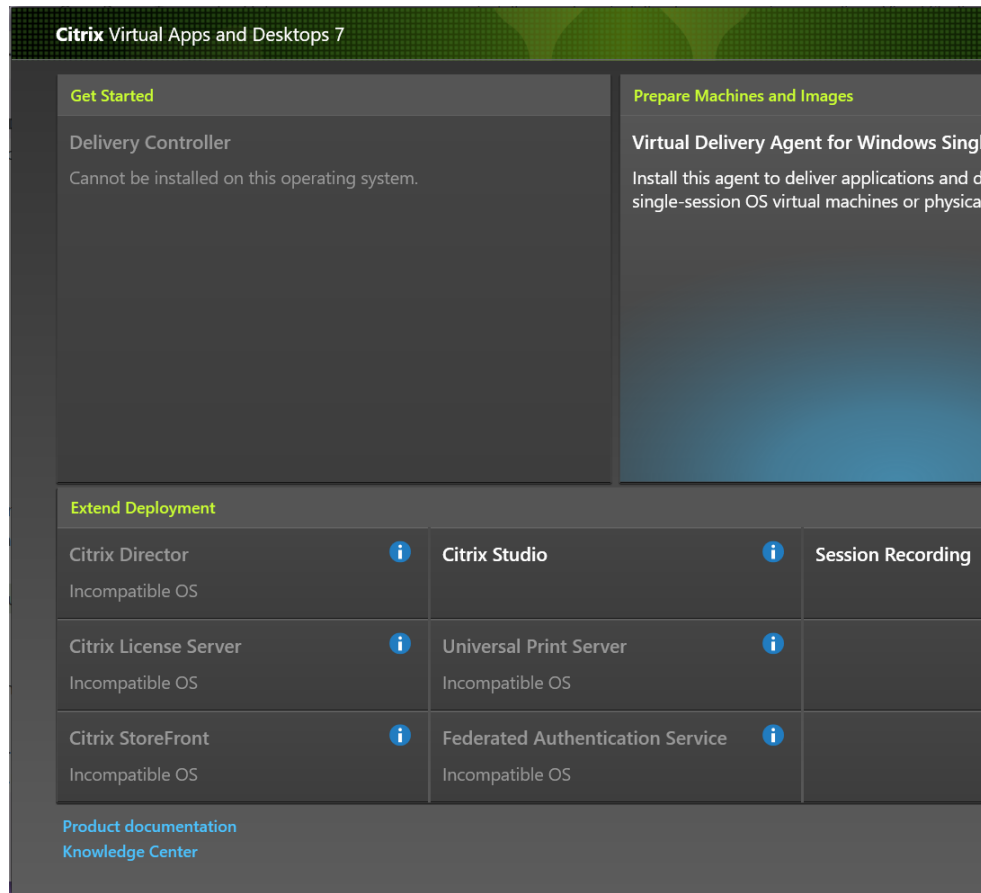 Citrix Virtual Apps and Desktops 7
Get Started
Delivery Controller
Cannot be installed on this operating system.
Prepare Machines and Images
Virtual Delivery Agent for Windows
Install this agent to deliver applications and
single-session OS virtual machines or
Extend Deployment
Citrix Director
Incompatible OS
Citrix Studio
Session Recording
Citrix License Server
Incompatible OS
Universal Print Server
Incompatible OS
Citrix StoreFront
Incompatible OS
Federated Authentication Service
Incompatible OS
Product documentation
Knowledge Center